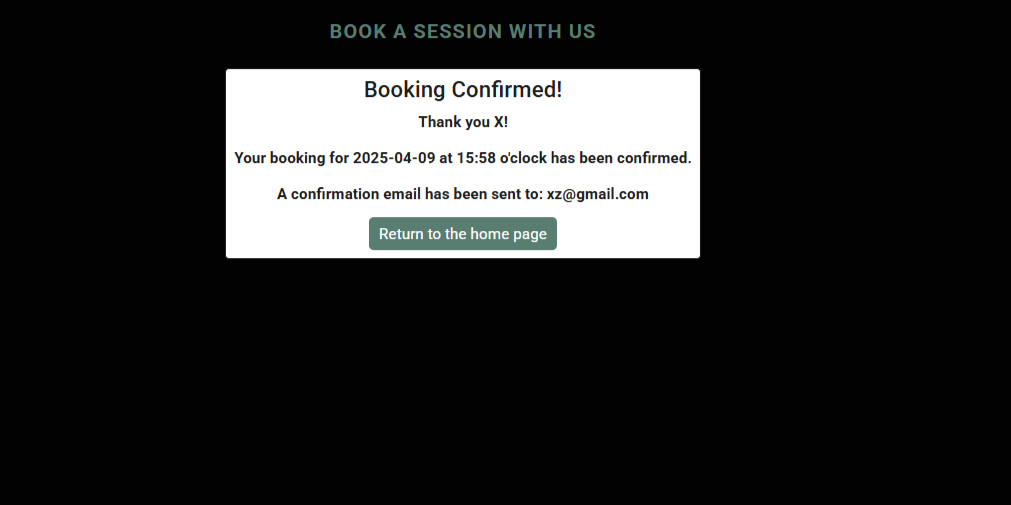 BOOK A SESSION WITH US
Booking Confirmed!
Thank you X!
Your booking for 2025-04-09 at 15:58 o'clock has been confirmed.
A confirmation email has been sent to: xz@gmail.com
Return to the home page